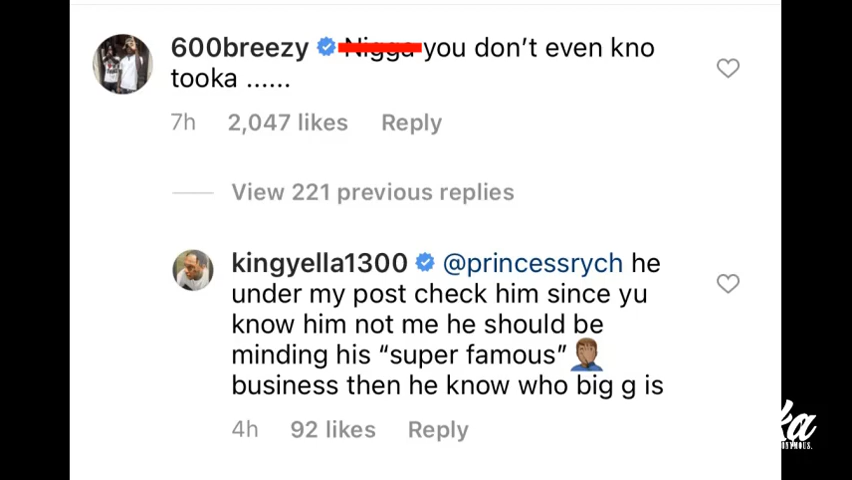 600breezy Nigga you don't even kno
tooka ......
7h 2,047 likes Reply
View 221 previous replies
kingyella1300 @princessrych he
under my post check him since yu
know him not me he should be
minding his “super famous”🤦🏾‍♂️
business then he know who big g is
4h 92 likes Reply